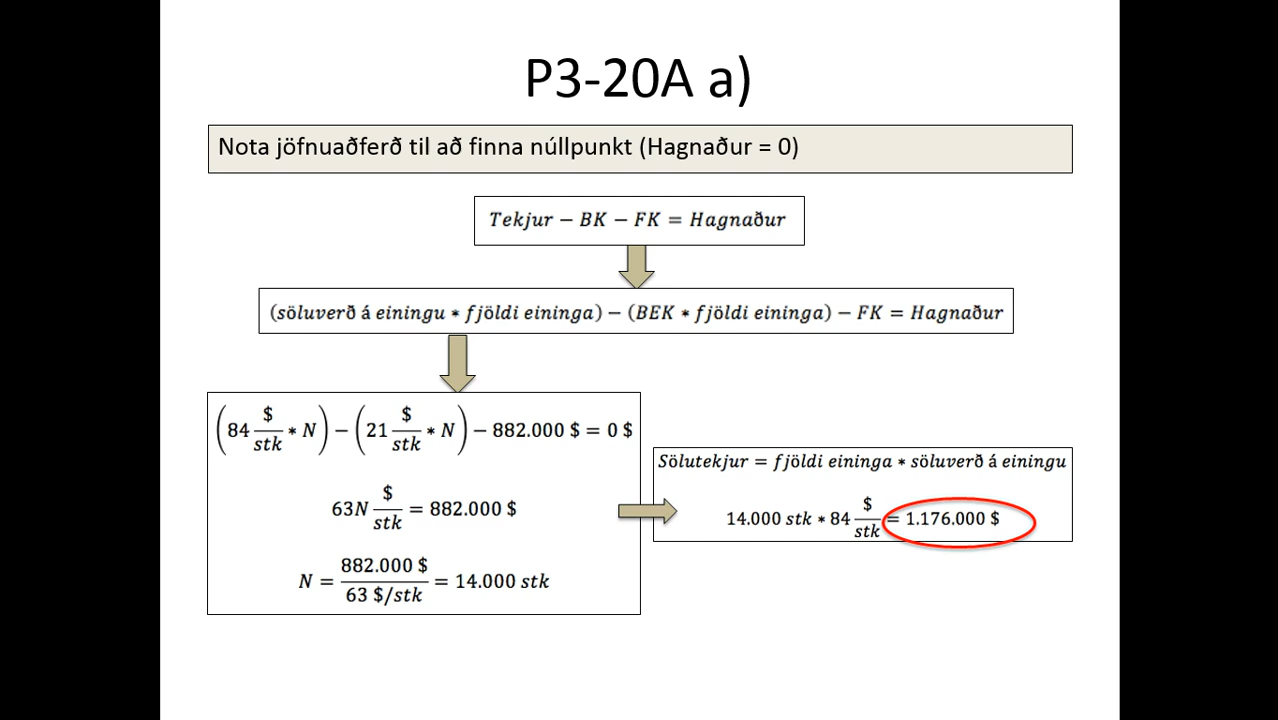 P3-20A a)
Nota jöfnuaðferð til að finna núllpunkt (Hagnaður = 0)
Tekjur − BK − FK = Hagnaður
(söluverð á einingu ∗ fjöldi eininga) − (BEK ∗ fjöldi eininga) − FK = Hagnaður
(84 $/stk ∗ N) − (21 $/stk ∗ N) − 882.000 $ = 0 $
63N $/stk = 882.000 $
N = 882.000 $ / 63 $/stk = 14.000 stk
Sölutekjur = fjöldi eininga ∗ söluverð á einingu
14.000 stk ∗ 84 $/stk = 1.176.000 $